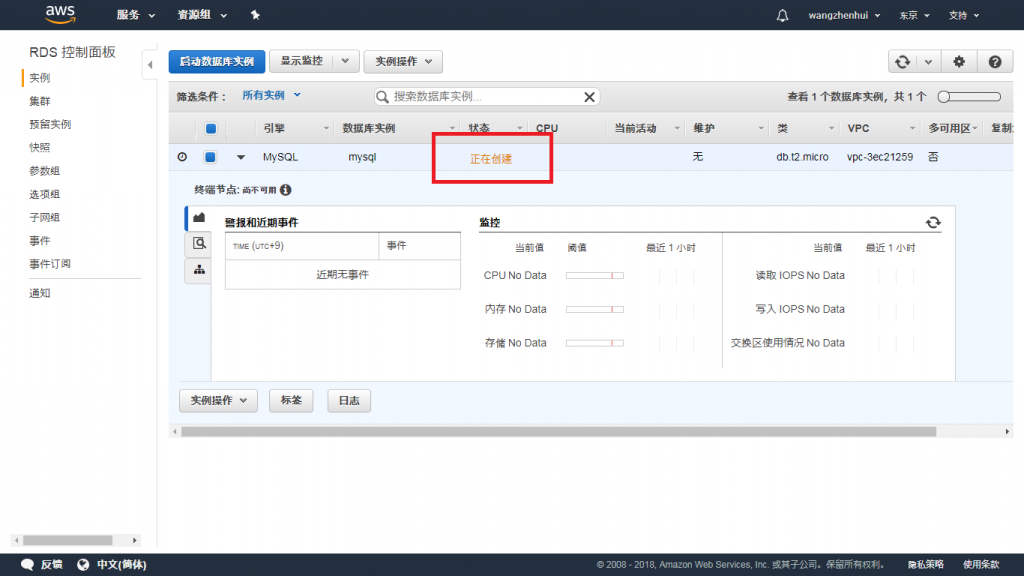 aws 服务 资源组 wangzhenhui 东京 支持
RDS 控制面板
实例
集群
预留实例
快照
参数组
选项组
子网组
事件
事件订阅
通知
启动数据库实例 显示监控 实例操作
筛选条件： 所有实例 搜索数据库实例... 查看 1 个数据库实例，共 1 个
引擎 数据库实例 状态 CPU 当前活动 维护 类 VPC 多可用区 复制
MySQL mysql 正在创建 无 db.t2.micro vpc-3ec21259 否
终端节点: 尚不可用
警报和近期事件
TIME (UTC+9) 事件
近期无事件
监控
当前值 阈值 最近 1 小时 当前值 最近 1 小时
CPU No Data 读取 IOPS No Data
内存 No Data 写入 IOPS No Data
存储 No Data 交换区使用情况 No Data
实例操作 标签 日志
反馈 中文(简体) © 2008 - 2018, Amazon Web Services, Inc. 或其子公司。保留所有权利。 隐私策略 使用条款